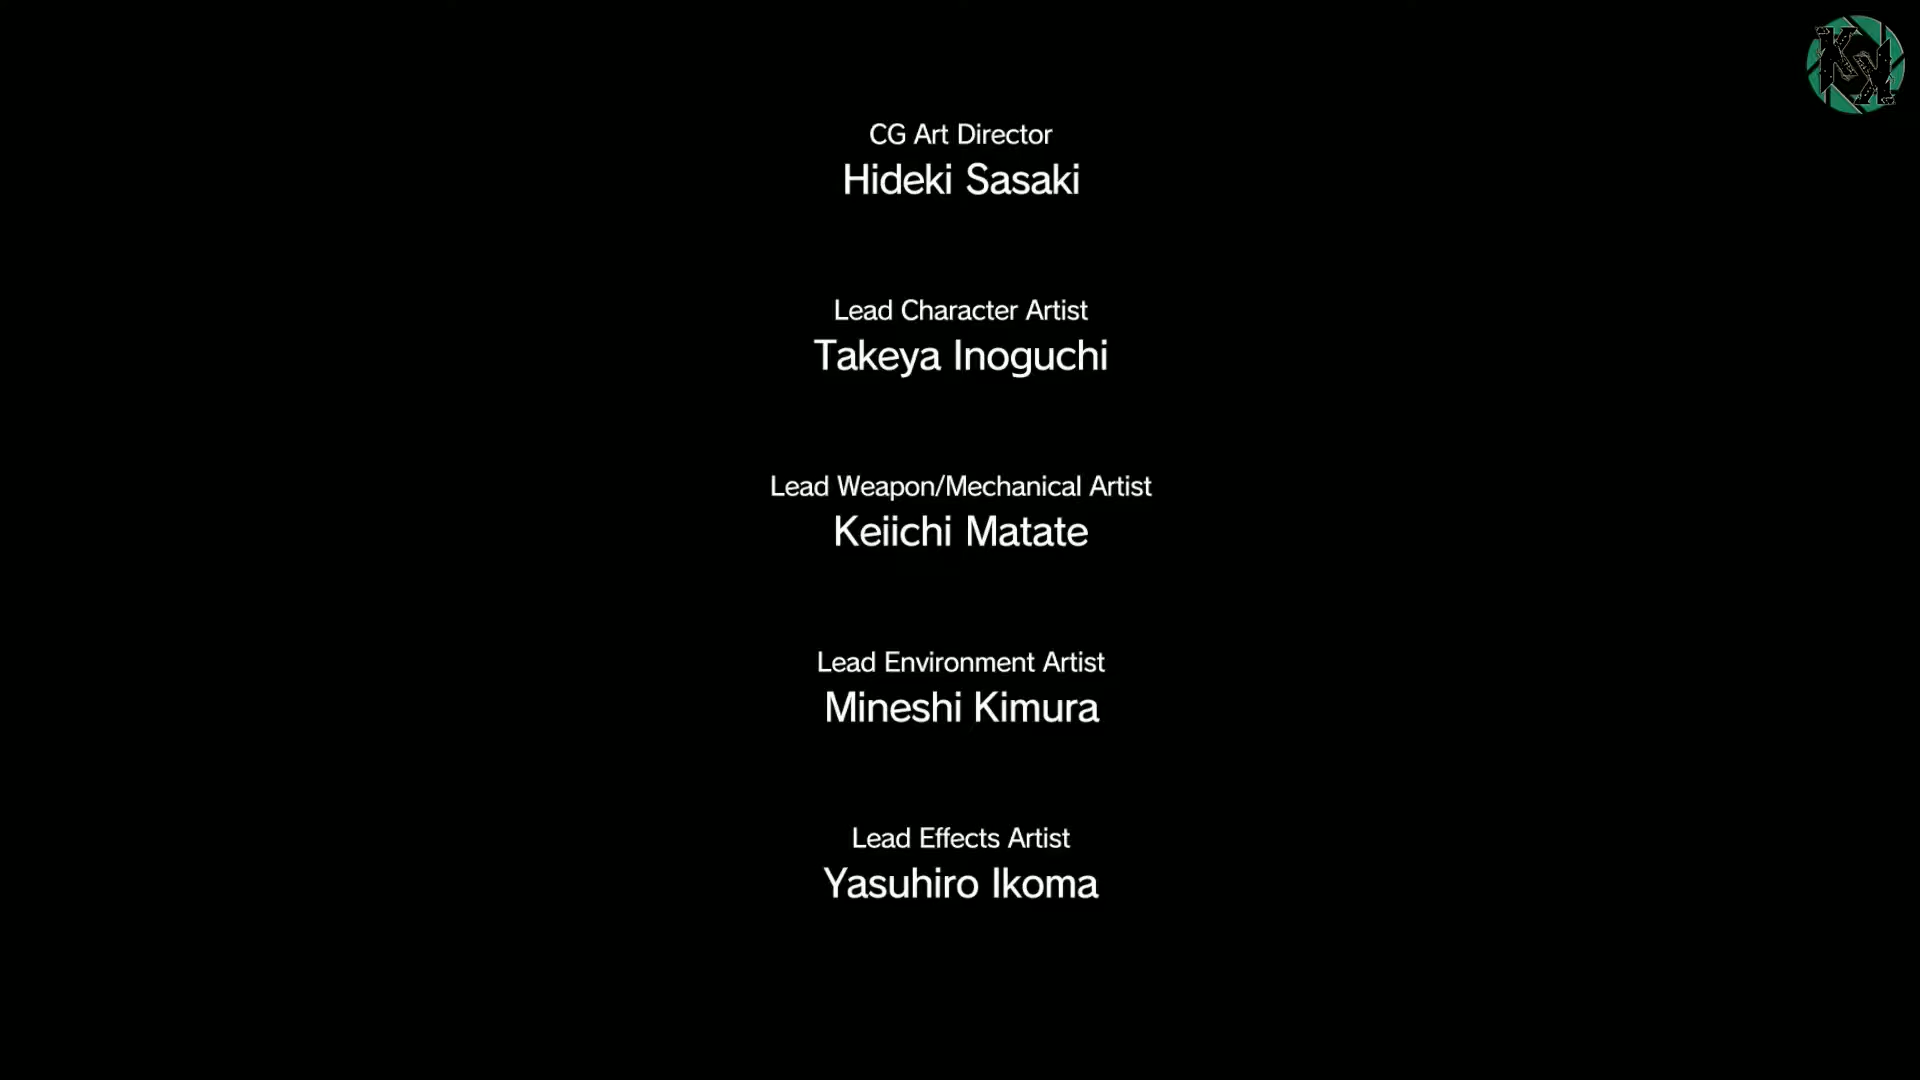 CG Art Director
Hideki Sasaki
Lead Character Artist
Takeya Inoguchi
Lead Weapon/Mechanical Artist
Keiichi Matate
Lead Environment Artist
Mineshi Kimura
Lead Effects Artist
Yasuhiro Ikoma